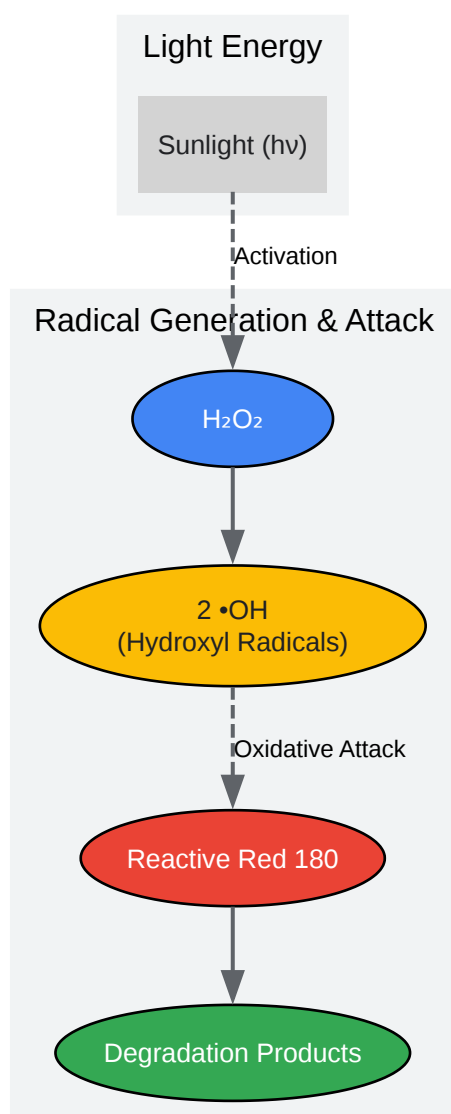 Light Energy
Sunlight (hν)
Activation
Radical Generation & Attack
H₂O₂
2 •OH
(Hydroxyl Radicals)
Oxidative Attack
Reactive Red 180
Degradation Products